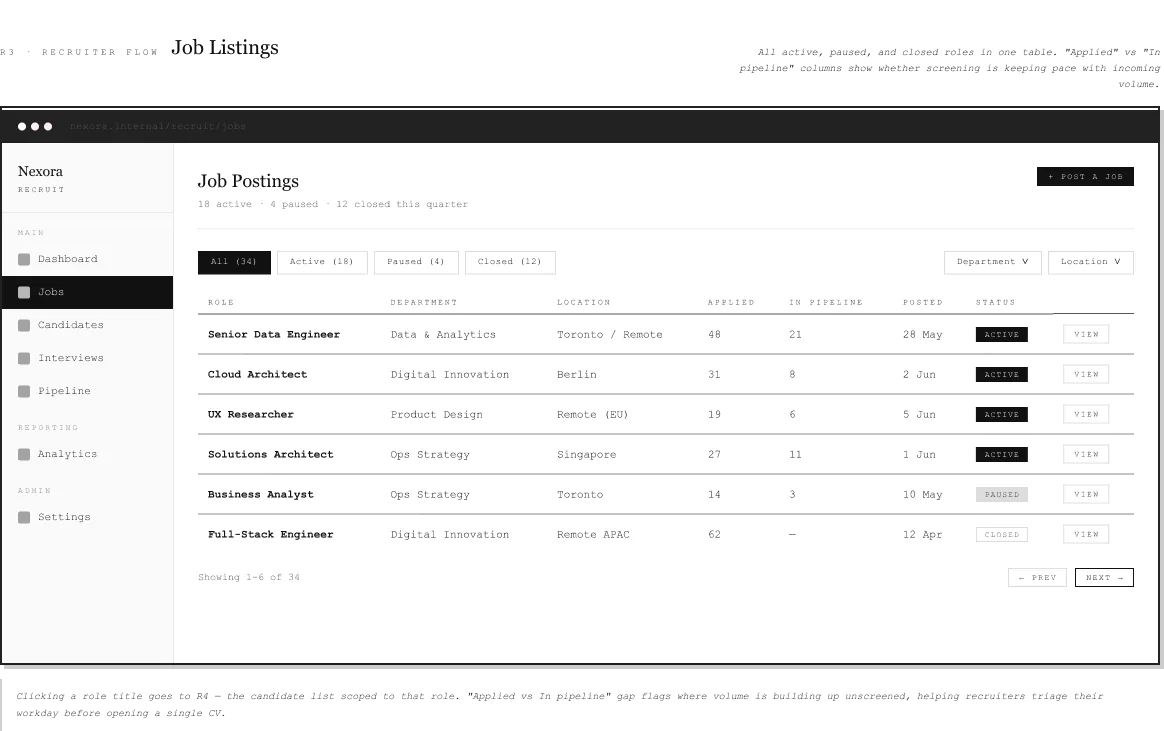 R3 · RECRUITER FLOW Job Listings
All active, paused, and closed roles in one table. "Applied" vs "In
pipeline" columns show whether screening is keeping pace with incoming
volume.
nexora.internal/recruit/jobs
Nexora
RECRUIT
MAIN
Dashboard
Jobs
Candidates
Interviews
Pipeline
REPORTING
Analytics
ADMIN
Settings
Job Postings
18 active · 4 paused · 12 closed this quarter
+ POST A JOB
All (34) Active (18) Paused (4) Closed (12) Department V Location V
ROLE DEPARTMENT LOCATION APPLIED IN PIPELINE POSTED STATUS
Senior Data Engineer Data & Analytics Toronto / Remote 48 21 28 May ACTIVE VIEW
Cloud Architect Digital Innovation Berlin 31 8 2 Jun ACTIVE VIEW
UX Researcher Product Design Remote (EU) 19 6 5 Jun ACTIVE VIEW
Solutions Architect Ops Strategy Singapore 27 11 1 Jun ACTIVE VIEW
Business Analyst Ops Strategy Toronto 14 3 10 May PAUSED VIEW
Full-Stack Engineer Digital Innovation Remote APAC 62 — 12 Apr CLOSED VIEW
Showing 1–6 of 34 ← PREV NEXT →
Clicking a role title goes to R4 — the candidate list scoped to that role. "Applied vs In pipeline" gap flags where volume is building up unscreened, helping recruiters triage their
workday before opening a single CV.